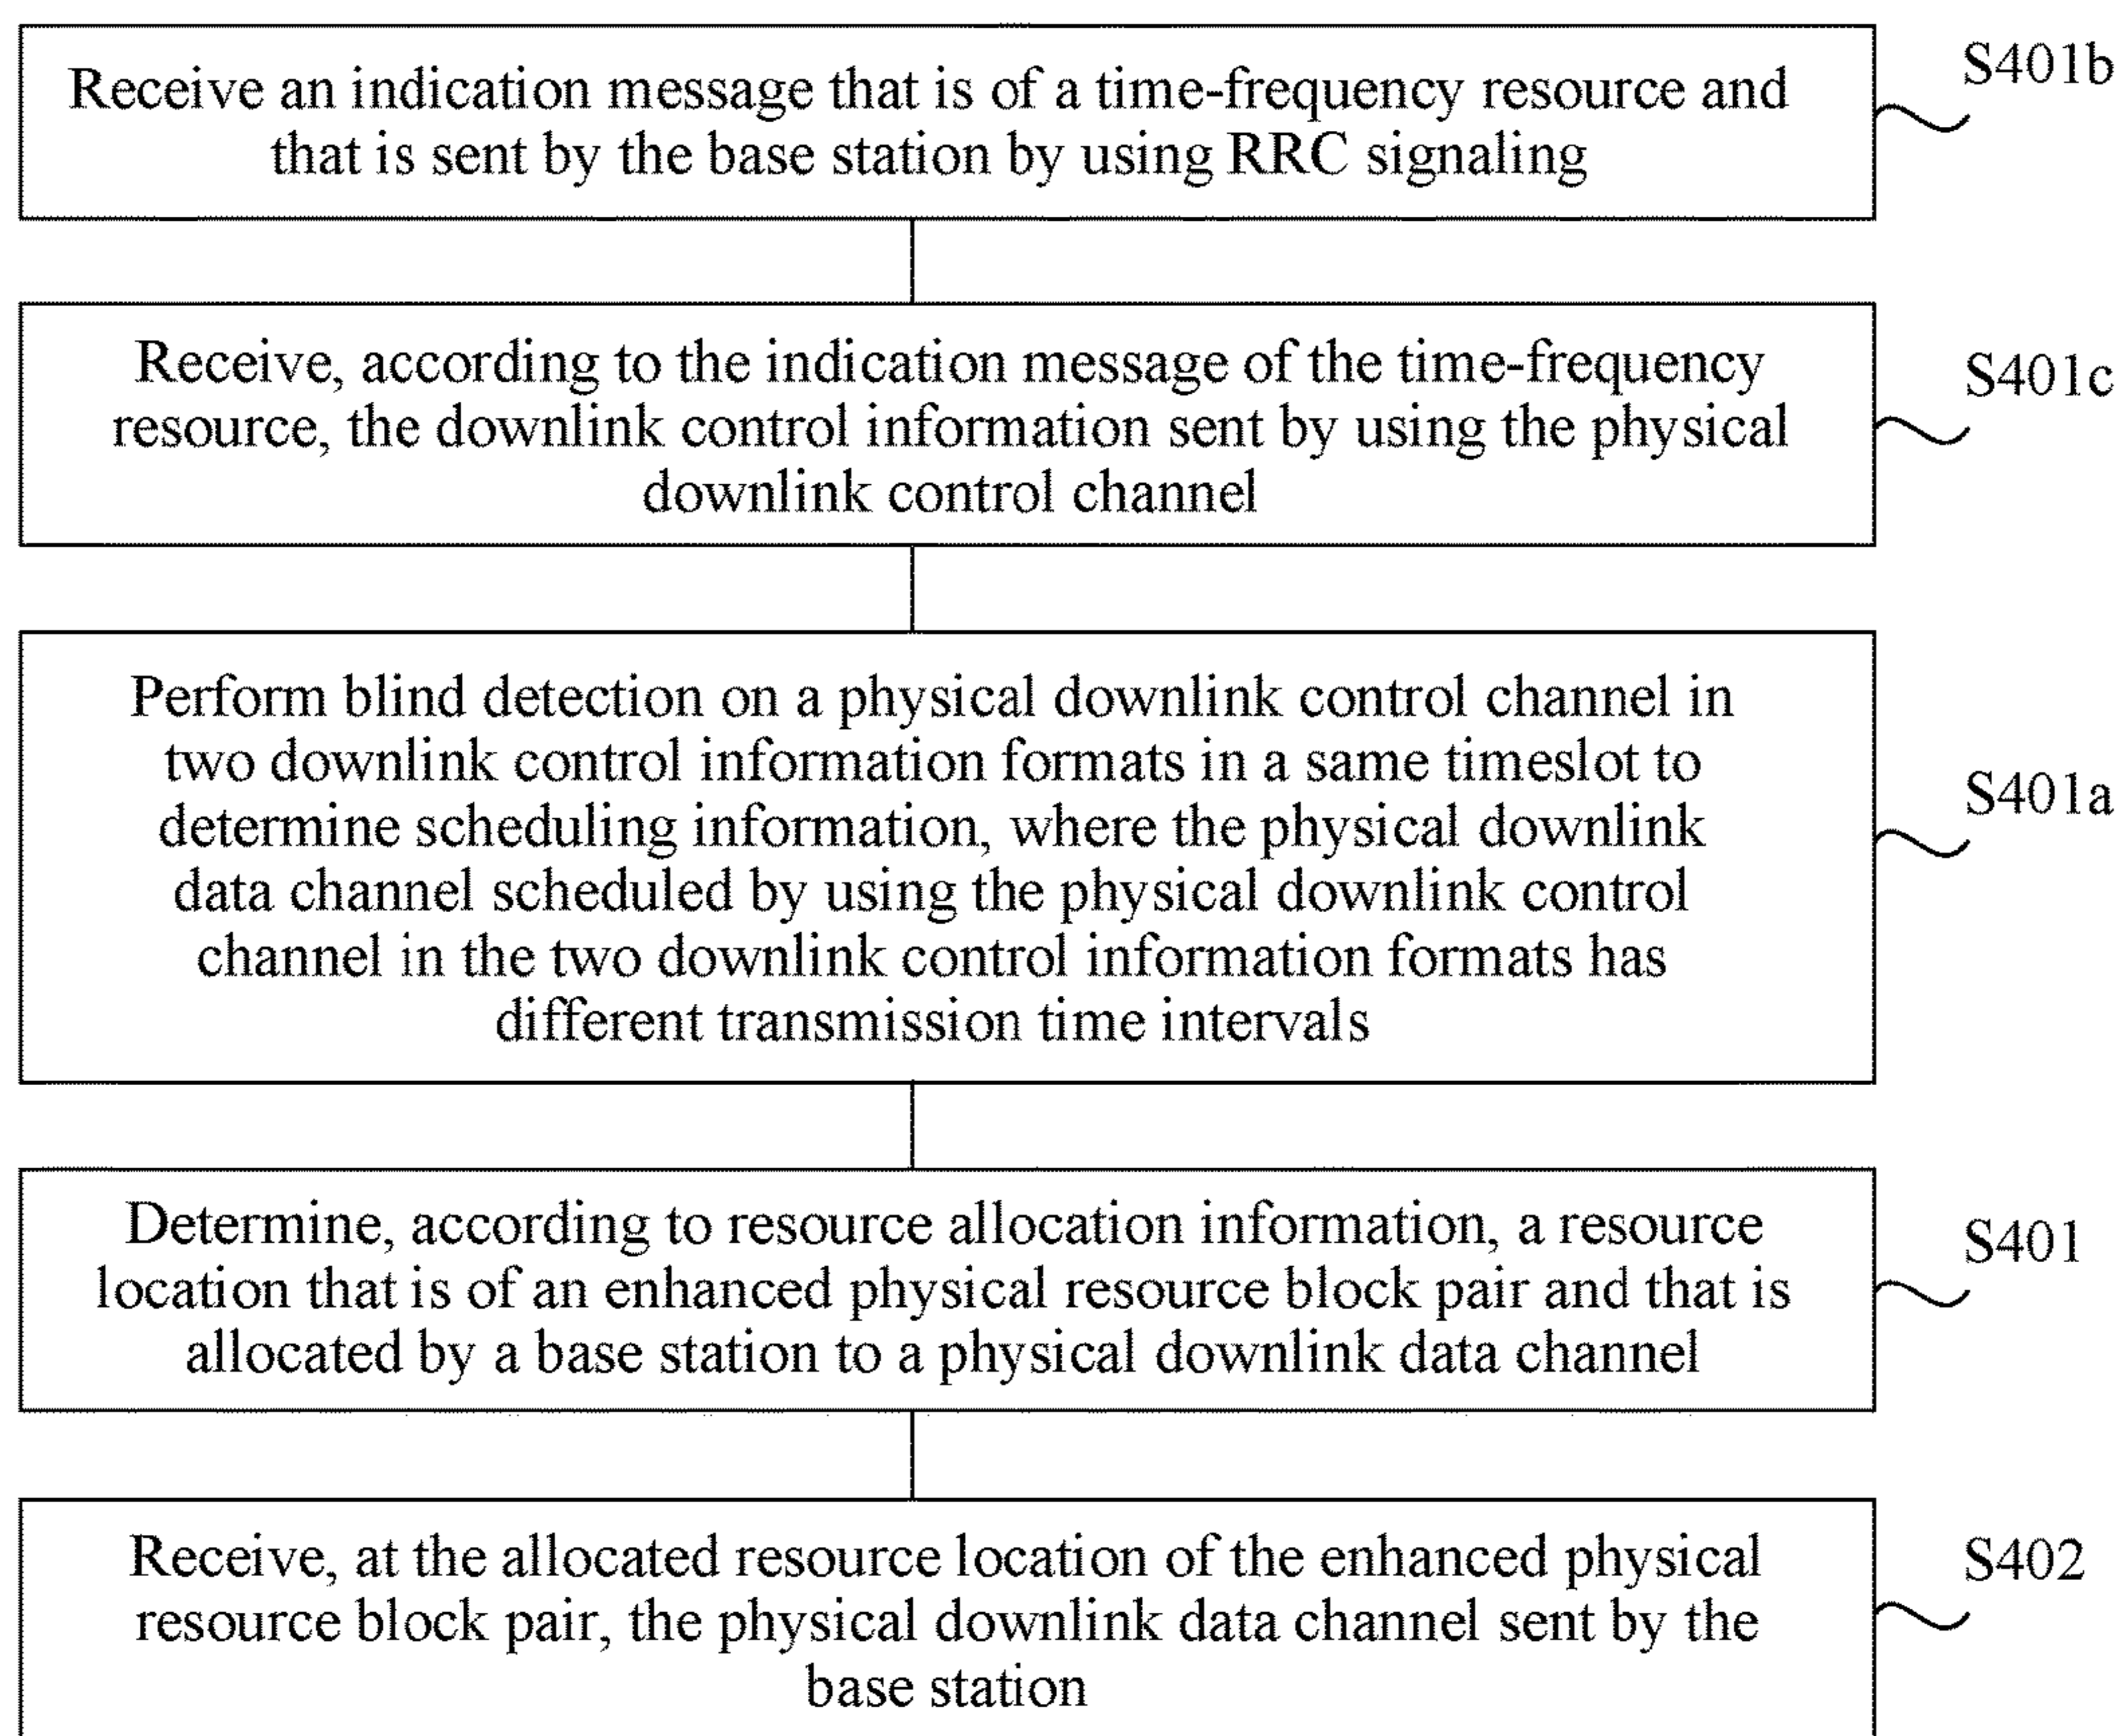 Receive an indication message that is of a time-frequency resource and
that is sent by the base station by using RRC signaling
S401b
Receive, according to the indication message of the time-frequency
resource, the downlink control information sent by using the physical
downlink control channel
S401c
Perform blind detection on a physical downlink control channel in
two downlink control information formats in a same timeslot to
determine scheduling information, where the physical downlink
data channel scheduled by using the physical downlink control
channel in the two downlink control information formats has
different transmission time intervals
S401a
Determine, according to resource allocation information, a resource
location that is of an enhanced physical resource block pair and that is
allocated by a base station to a physical downlink data channel
S401
Receive, at the allocated resource location of the enhanced physical
resource block pair, the physical downlink data channel sent by the
base station
S402